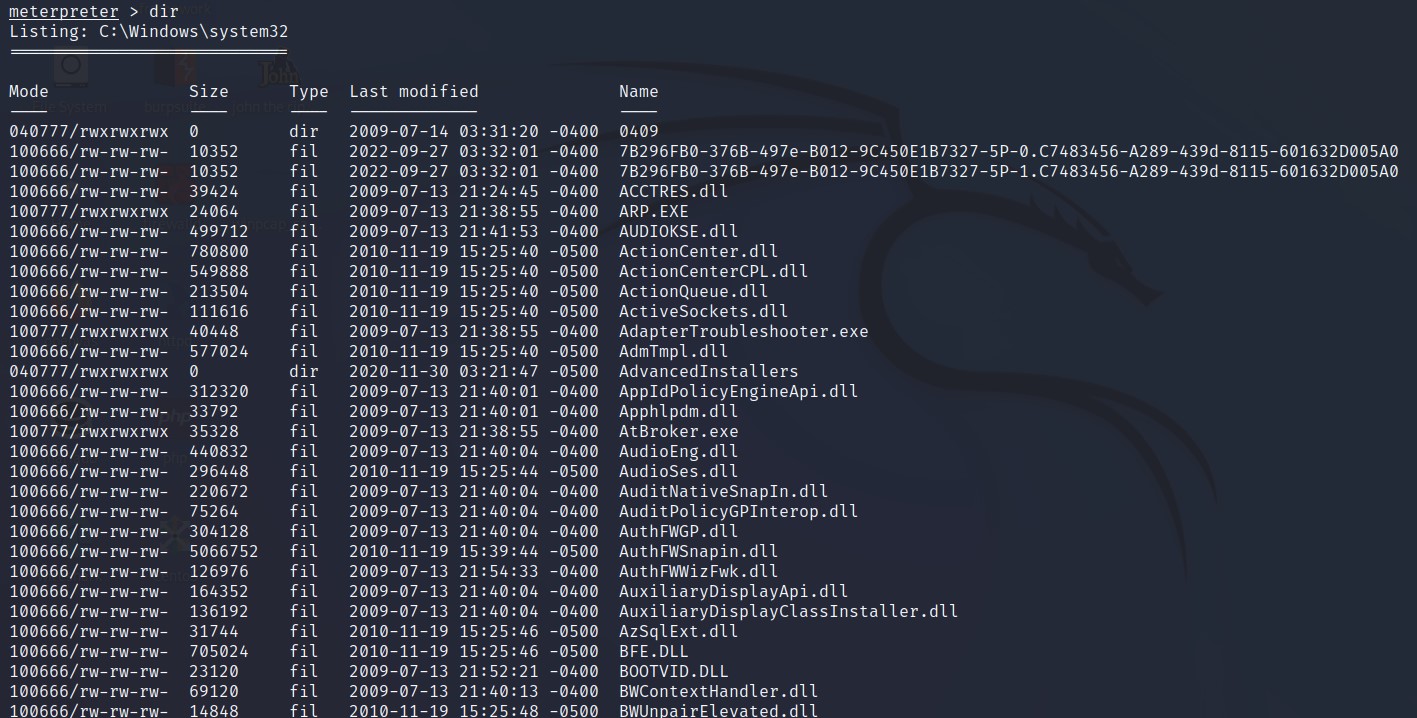 meterpreter > dir
Listing: C:\Windows\system32
============================
Mode Size Type Last modified Name
---- ---- ---- ------------- ----
040777/rwxrwxrwx 0 dir 2009-07-14 03:31:20 -0400 0409
100666/rw-rw-rw- 10352 fil 2022-09-27 03:32:01 -0400 7B296FB0-376B-497e-B012-9C450E1B7327-5P-0.C7483456-A289-439d-8115-601632D005A0
100666/rw-rw-rw- 10352 fil 2022-09-27 03:32:01 -0400 7B296FB0-376B-497e-B012-9C450E1B7327-5P-1.C7483456-A289-439d-8115-601632D005A0
100666/rw-rw-rw- 39424 fil 2009-07-13 21:24:45 -0400 ACCTRES.dll
100777/rwxrwxrwx 24064 fil 2009-07-13 21:38:55 -0400 ARP.EXE
100666/rw-rw-rw- 499712 fil 2009-07-13 21:41:53 -0400 AUDIOKSE.dll
100666/rw-rw-rw- 780800 fil 2010-11-19 15:25:40 -0500 ActionCenter.dll
100666/rw-rw-rw- 549888 fil 2010-11-19 15:25:40 -0500 ActionCenterCPL.dll
100666/rw-rw-rw- 213504 fil 2010-11-19 15:25:40 -0500 ActionQueue.dll
100666/rw-rw-rw- 111616 fil 2010-11-19 15:25:40 -0500 ActiveSockets.dll
100777/rwxrwxrwx 40448 fil 2009-07-13 21:38:55 -0400 AdapterTroubleshooter.exe
100666/rw-rw-rw- 577024 fil 2010-11-19 15:25:40 -0500 AdmTmpl.dll
040777/rwxrwxrwx 0 dir 2020-11-30 03:21:47 -0500 AdvancedInstallers
100666/rw-rw-rw- 312320 fil 2009-07-13 21:40:01 -0400 AppIdPolicyEngineApi.dll
100666/rw-rw-rw- 33792 fil 2009-07-13 21:40:01 -0400 Apphlpdm.dll
100777/rwxrwxrwx 35328 fil 2009-07-13 21:38:55 -0400 AtBroker.exe
100666/rw-rw-rw- 440832 fil 2009-07-13 21:40:04 -0400 AudioEng.dll
100666/rw-rw-rw- 296448 fil 2010-11-19 15:25:44 -0500 AudioSes.dll
100666/rw-rw-rw- 220672 fil 2009-07-13 21:40:04 -0400 AuditNativeSnapIn.dll
100666/rw-rw-rw- 75264 fil 2009-07-13 21:40:04 -0400 AuditPolicyGPInterop.dll
100666/rw-rw-rw- 304128 fil 2009-07-13 21:40:04 -0400 AuthFWGP.dll
100666/rw-rw-rw- 5066752 fil 2010-11-19 15:39:44 -0500 AuthFWSnapin.dll
100666/rw-rw-rw- 126976 fil 2009-07-13 21:54:33 -0400 AuthFWWizFwk.dll
100666/rw-rw-rw- 164352 fil 2009-07-13 21:40:04 -0400 AuxiliaryDisplayApi.dll
100666/rw-rw-rw- 136192 fil 2009-07-13 21:40:04 -0400 AuxiliaryDisplayClassInstaller.dll
100666/rw-rw-rw- 31744 fil 2010-11-19 15:25:46 -0500 AzSqlExt.dll
100666/rw-rw-rw- 705024 fil 2010-11-19 15:25:46 -0500 BFE.DLL
100666/rw-rw-rw- 23120 fil 2009-07-13 21:52:21 -0400 BOOTVID.DLL
100666/rw-rw-rw- 69120 fil 2009-07-13 21:40:13 -0400 BWContextHandler.dll
100666/rw-rw-rw- 14848 fil 2010-11-19 15:25:48 -0500 BWUnpairElevated.dll